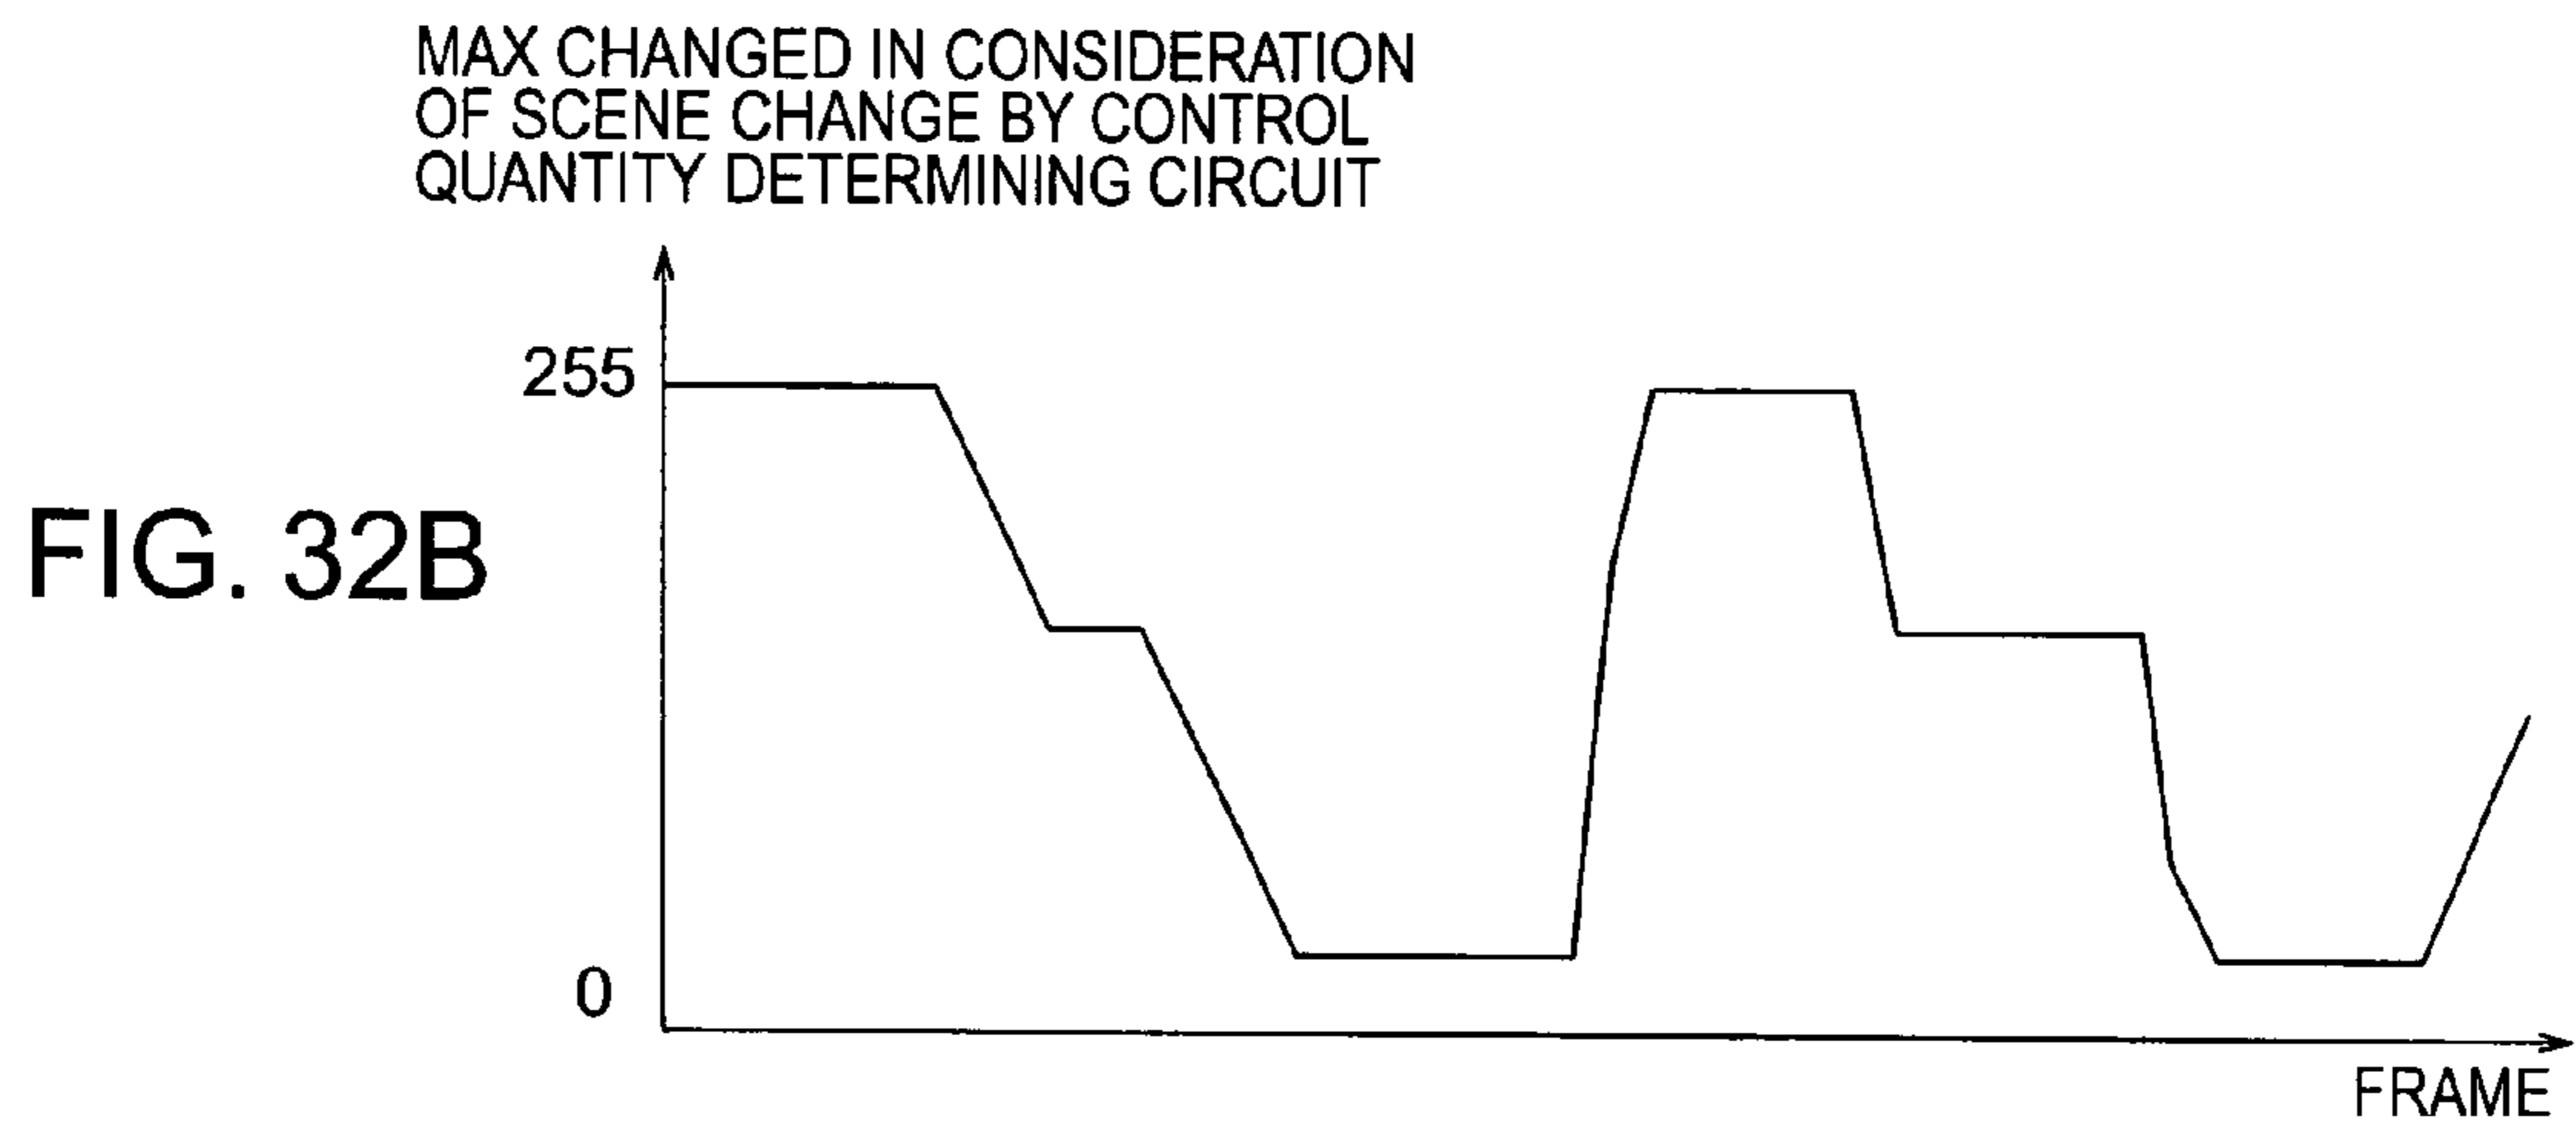 MAX CHANGED IN CONSIDERATION
OF SCENE CHANGE BY CONTROL
QUANTITY DETERMINING CIRCUIT
255
FIG. 32B
0
FRAME